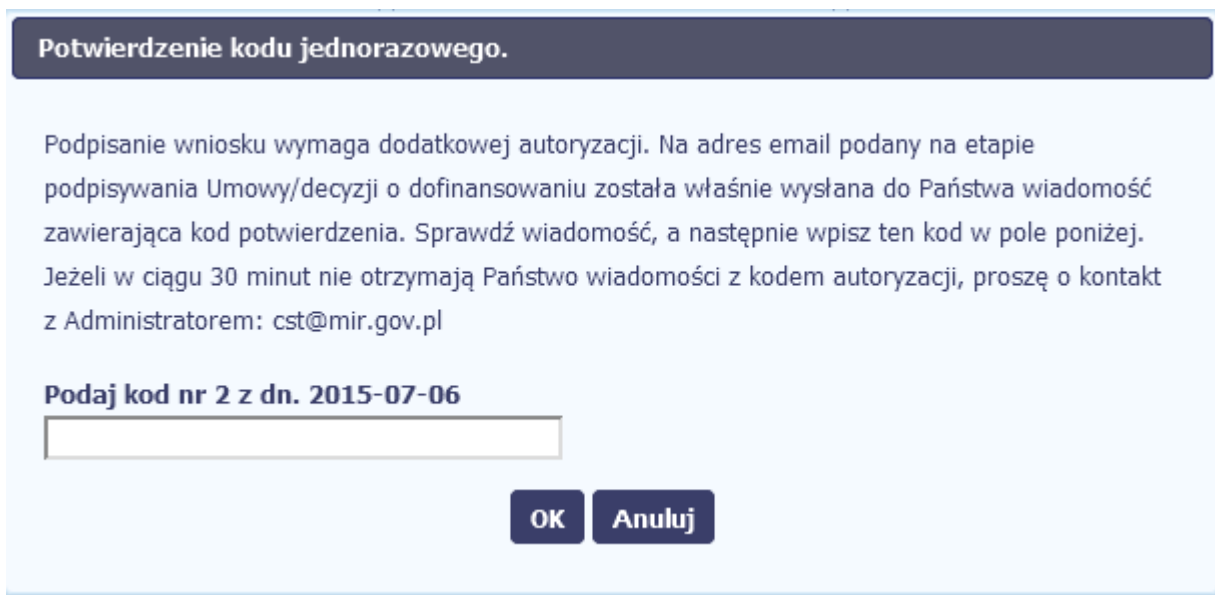 Potwierdzenie kodu jednorazowego.
Podpisanie wniosku wymaga dodatkowej autoryzacji. Na adres email podany na etapie
podpisywania Umowy/decyzji o dofinansowaniu została właśnie wysłana do Państwa wiadomość
zawierająca kod potwierdzenia. Sprawdź wiadomość, a następnie wpisz ten kod w pole poniżej.
Jeżeli w ciągu 30 minut nie otrzymają Państwo wiadomości z kodem autoryzacji, proszę o kontakt
z Administratorem: cst@mir.gov.pl
Podaj kod nr 2 z dn. 2015-07-06
OK Anuluj